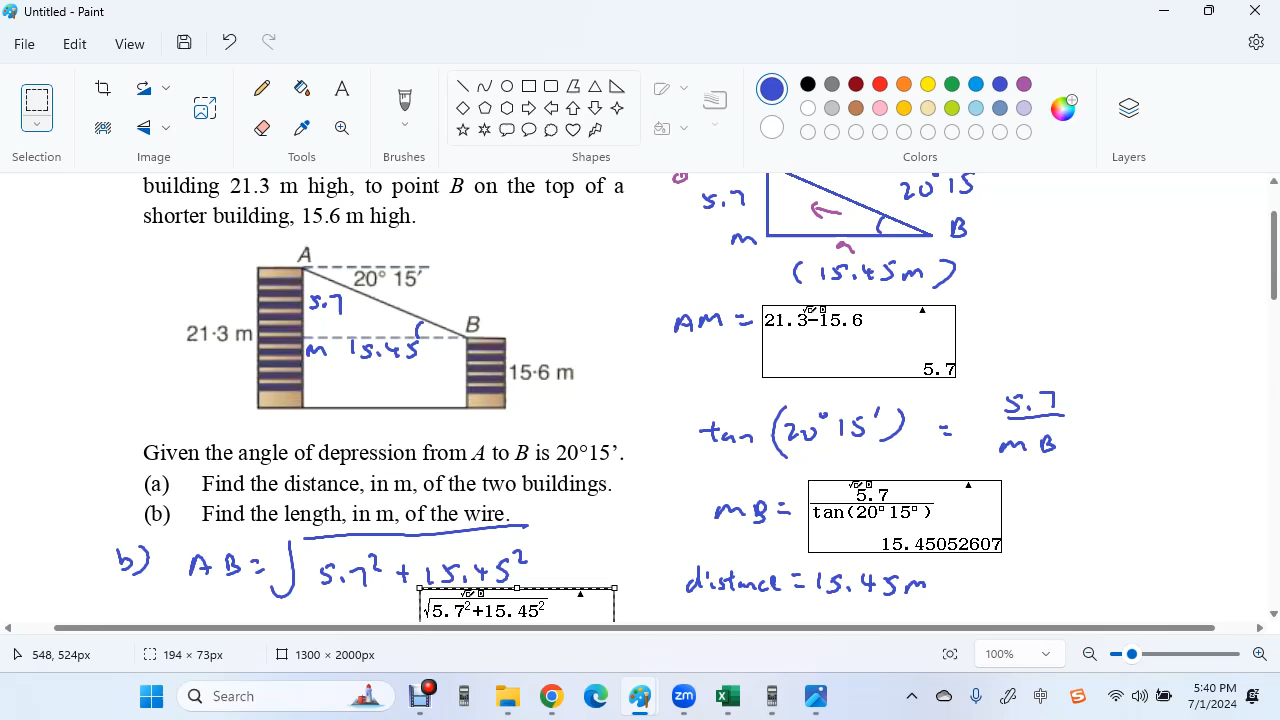 Untitled - Paint
File Edit View
Selection Image Tools Brushes Shapes Colors Layers
building 21.3 m high, to point B on the top of a
shorter building, 15.6 m high.
A
20° 15′
5.7
B
21·3 m
M 15.45
15·6 m
Given the angle of depression from A to B is 20°15’.
(a) Find the distance, in m, of the two buildings.
(b) Find the length, in m, of the wire.
b) AB = √5.7² + 15.45²
√5.7²+15.45²
20°15
5.7
M B
(15.45m)
AM = 21.3−15.6
5.7
tan (20°15′) = 5.7
MB
MB = 5.7
tan(20°15°)
15.45052607
distance = 15.45m
548, 524px 194 × 73px 1300 × 2000px 100%
Search
zm
中
5:40 PM
7/1/2024